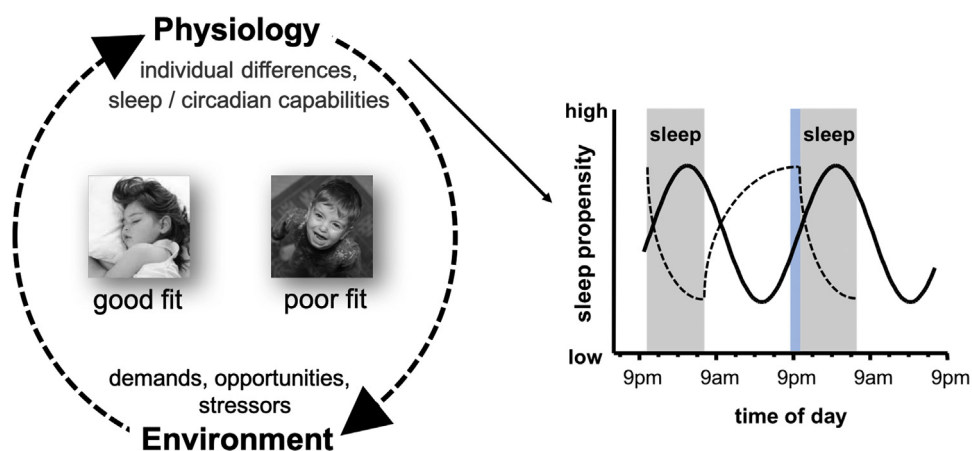 Physiology
individual differences,
sleep / circadian capabilities
good fit
poor fit
demands, opportunities,
stressors
Environment
high
sleep propensity
low
sleep
sleep
9pm
9am
9pm
9am
9pm
time of day